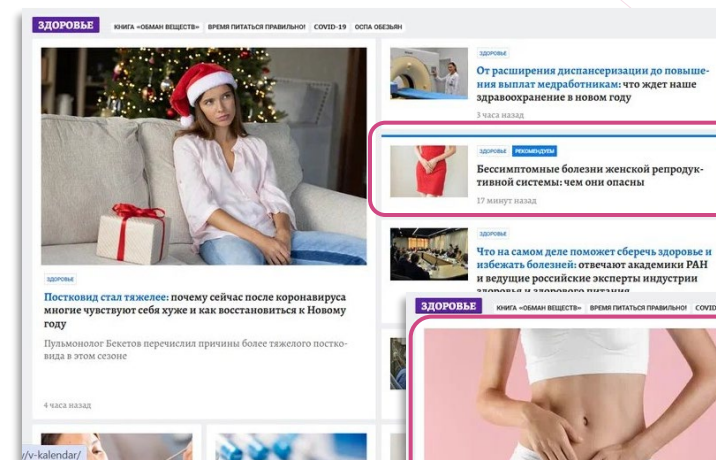 ЗДОРОВЬЕ
КНИГА «ОБМАН ВЕЩЕСТВ» ВРЕМЯ ПИТАТЬСЯ ПРАВИЛЬНО! COVID-19 ОСПА ОБЕЗЬЯН
ЗДОРОВЬЕ
Постковид стал тяжелее: почему сейчас после коронавируса
многие чувствуют себя хуже и как восстановиться к Новому
году
Пульмонолог Бекетов перечислил причины более тяжелого постко-
вида в этом сезоне
4 часа назад
v/v-kalendar/
ЗДОРОВЬЕ
От расширения диспансеризации до повыше-
ния выплат медработникам: что ждет наше
здравоохранение в новом году
3 часа назад
ЗДОРОВЬЕ РЕКОМЕНДУЕМ
Бессимптомные болезни женской репродук-
тивной системы: чем они опасны
17 минут назад
ЗДОРОВЬЕ
Что на самом деле поможет сберечь здоровье и
избежать болезней: отвечают академики РАН
и ведущие российские эксперты индустрии
здоровья и здорового питания
ЗДОРОВЬЕ
КНИГА «ОБМАН ВЕЩЕСТВ» ВРЕМЯ ПИТАТЬСЯ ПРАВИЛЬНО! COVID